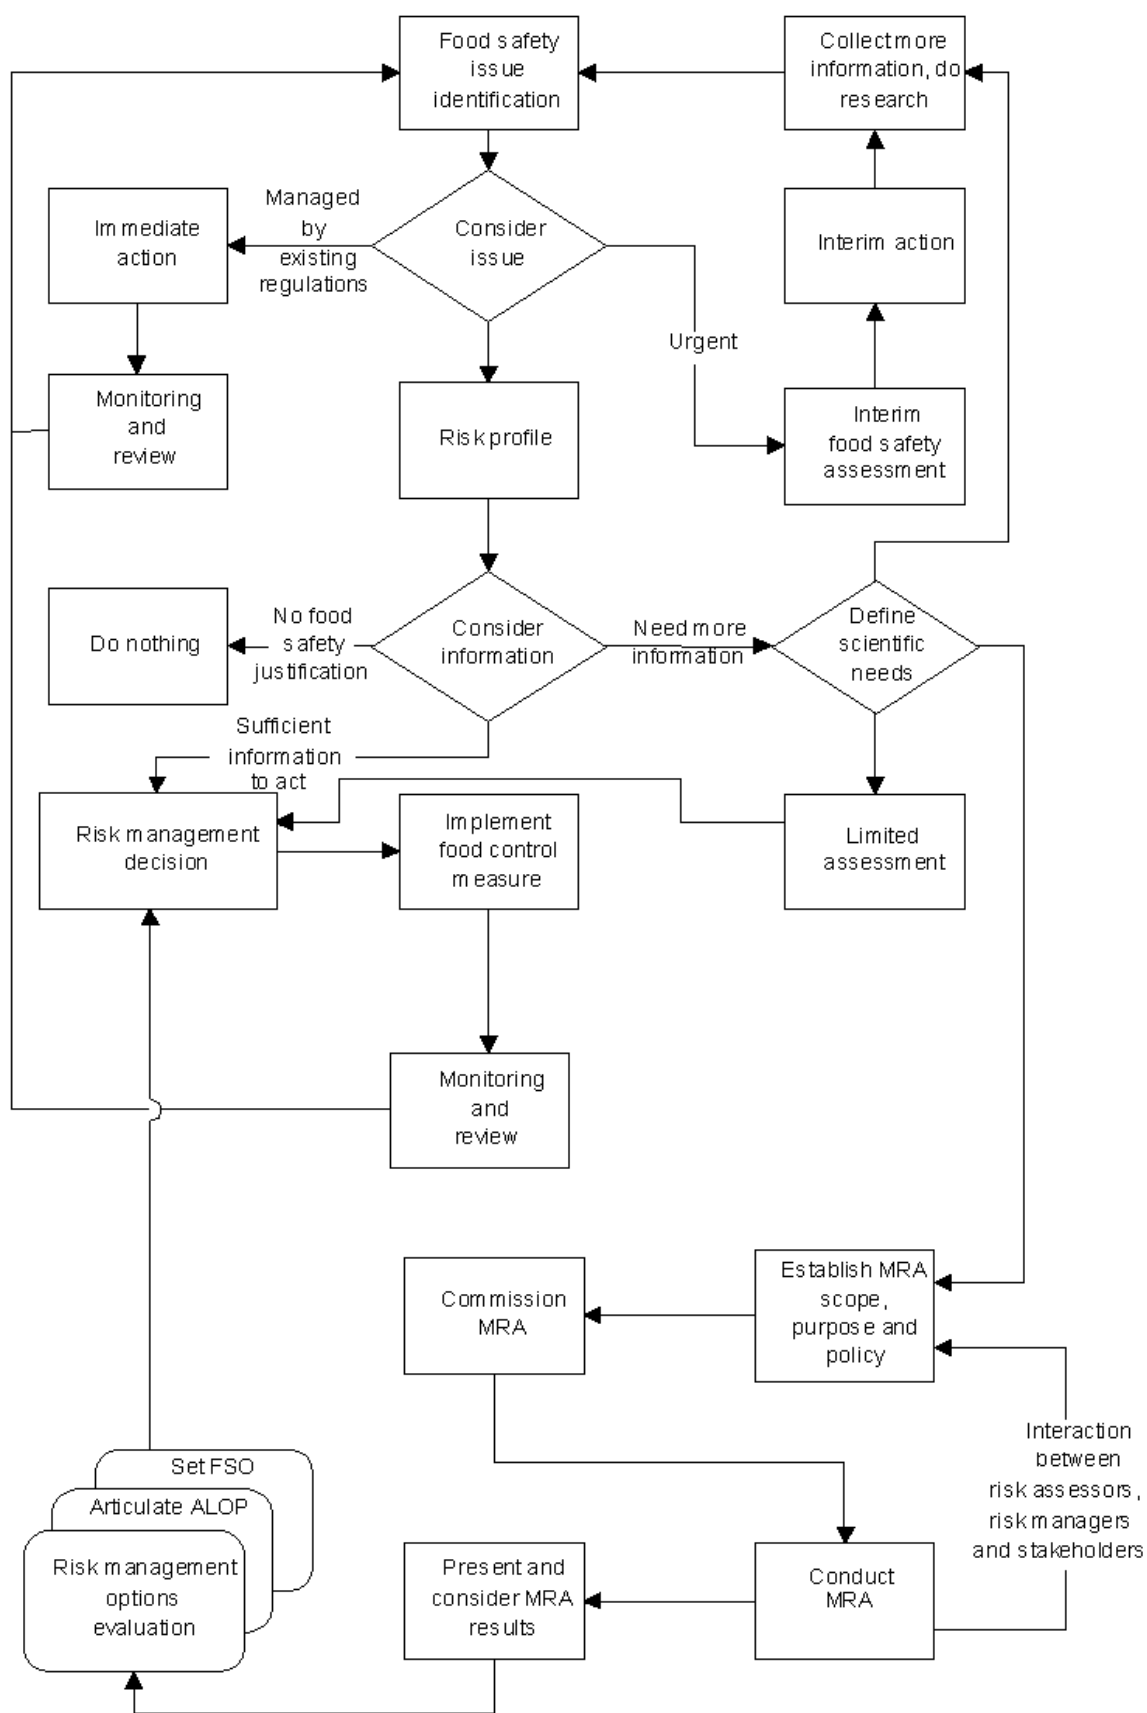 Food safety
issue
identification
Collect more
information, do
research
Managed
by
existing
regulations
Immediate
action
Consider
issue
Interim action
Urgent
Monitoring
and
review
Risk profile
Interim
food safety
assessment
Do nothing
No food
safety
justification
Consider
information
Need more
information
Define
scientific
needs
Sufficient
information
to act
Risk management
decision
Implement
food control
measure
Limited
assessment
Monitoring
and
review
Commission
MRA
Establish MRA
scope,
purpose and
policy
Interaction
between
risk assessors,
risk managers
and stakeholders
Set FSO
Articulate ALOP
Risk management
options
evaluation
Present and
consider MRA
results
Conduct
MRA